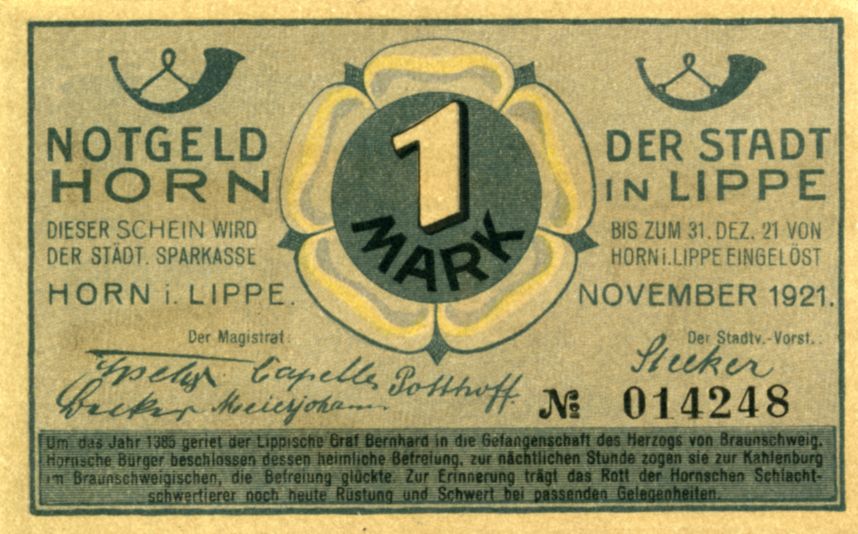 NOTGELD
HORN
DIESER SCHEIN WIRD
DER STÄDT. SPARKASSE
HORN i. LIPPE.
1
MARK
DER STADT
IN LIPPE
BIS ZUM 31. DEZ. 21 VON
HORN i. LIPPE EINGELÖST
NOVEMBER 1921.
Der Magistrat:
Capelle Potthoff.
Becker Meierjohann
Der Stadtv.-Vorst.:
Stecker
№ 014248
Um das Jahr 1385 geriet der Lippische Graf Bernhard in die Gefangenschaft des Herzogs von Braunschweig.
Hornsche Bürger beschlossen dessen heimliche Befreiung, zur nächtlichen Stunde zogen sie zur Kahlenburg
im Braunschweigischen, die Befreiung glückte. Zur Erinnerung trägt das Rott der Hornschen Schlacht-
schwertierer noch heute Rüstung und Schwert bei passenden Gelegenheiten.